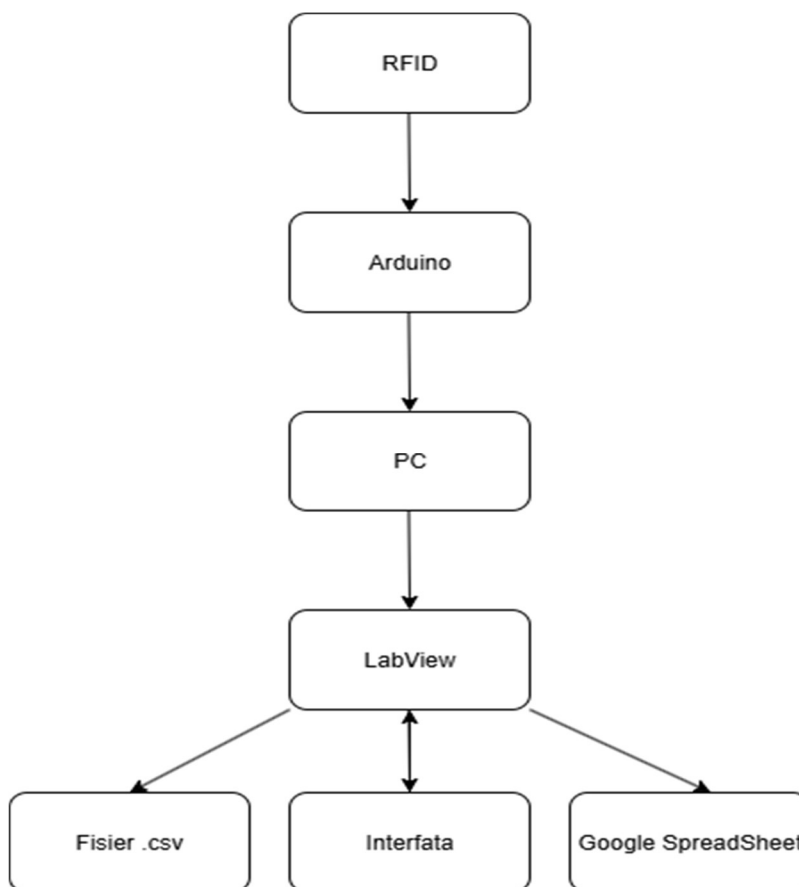 RFID
Arduino
PC
LabView
Fisier .csv
Interfata
Google SpreadSheet